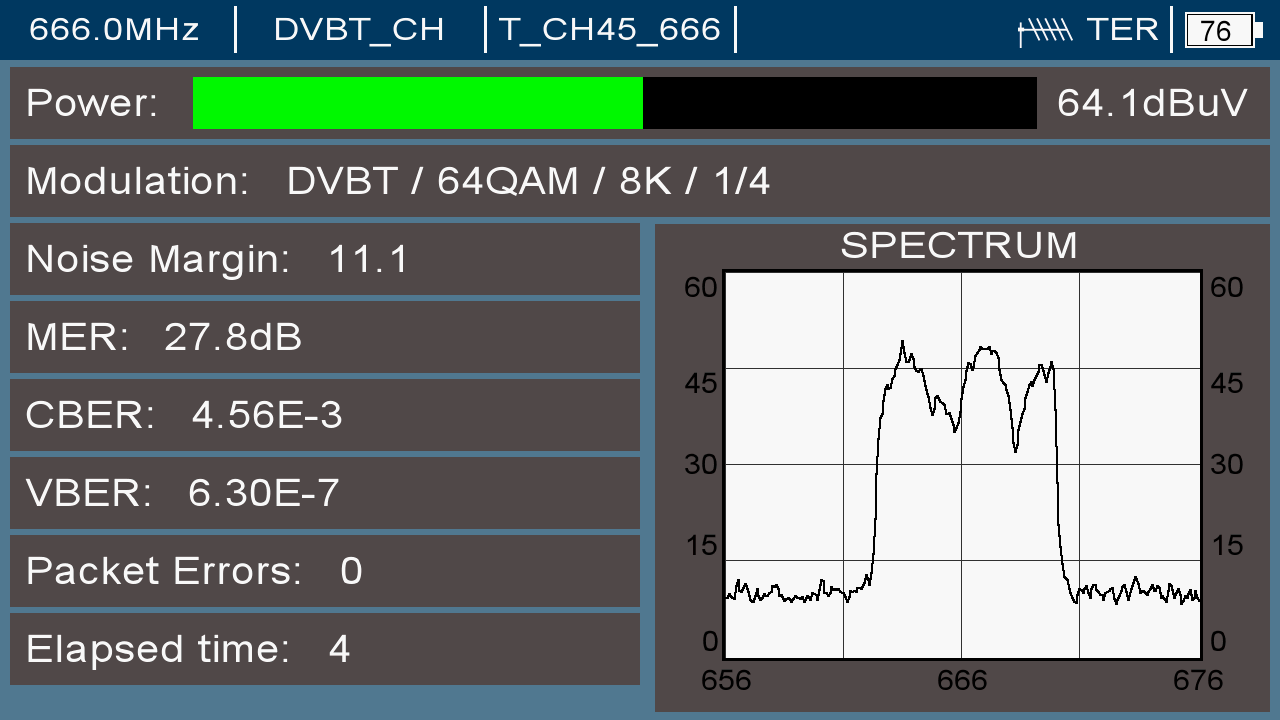 666.0MHz DVBT_CH T_CH45_666 TER 76
Power: 64.1dBuV
Modulation: DVBT / 64QAM / 8K / 1/4
Noise Margin: 11.1
MER: 27.8dB
CBER: 4.56E-3
VBER: 6.30E-7
Packet Errors: 0
Elapsed time: 4
SPECTRUM
60 60
45 45
30 30
15 15
0 0
656 666 676